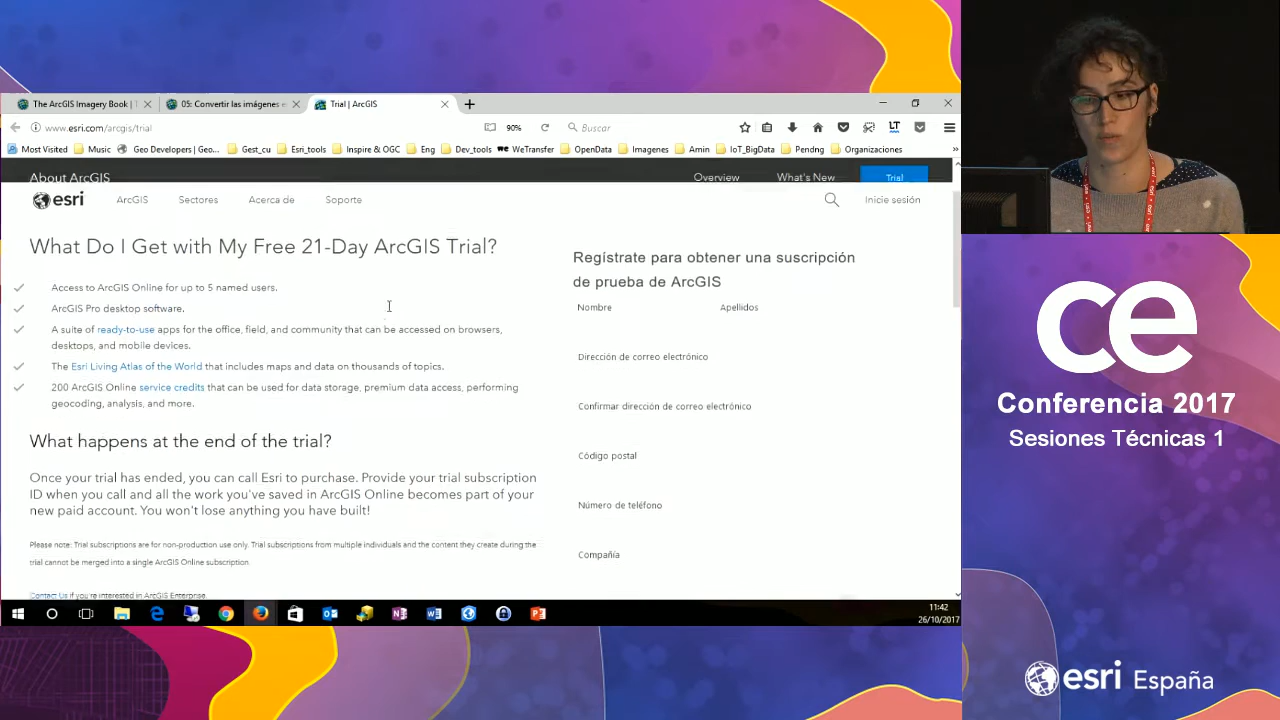 The ArcGIS Imagery Book | T
05: Convertir las imágenes e
Trial | ArcGIS
www.esri.com/arcgis/trial
90%
Buscar
Most Visited
Music
Geo Developers | Geo...
Gest_cu
Esri_tools
Inspire & OGC
Eng
Dev_tools
we WeTransfer
OpenData
Imagenes
Amin
IoT_BigData
Pendng
Organizaciones
About ArcGIS
Overview
What's New
Trial
esri
ArcGIS
Sectores
Acerca de
Soporte
Inicie sesión
What Do I Get with My Free 21-Day ArcGIS Trial?
Access to ArcGIS Online for up to 5 named users.
ArcGIS Pro desktop software.
A suite of ready-to-use apps for the office, field, and community that can be accessed on browsers,
desktops, and mobile devices.
The Esri Living Atlas of the World that includes maps and data on thousands of topics.
200 ArcGIS Online service credits that can be used for data storage, premium data access, performing
geocoding, analysis, and more.
What happens at the end of the trial?
Once your trial has ended, you can call Esri to purchase. Provide your trial subscription
ID when you call and all the work you've saved in ArcGIS Online becomes part of your
new paid account. You won't lose anything you have built!
Please note: Trial subscriptions are for non-production use only. Trial subscriptions from multiple individuals and the content they create during the
trial cannot be merged into a single ArcGIS Online subscription.
Contact Us if you're interested in ArcGIS Enterprise.
Regístrate para obtener una suscripción
de prueba de ArcGIS
Nombre
Apellidos
Dirección de correo electrónico
Confirmar dirección de correo electrónico
Código postal
Número de teléfono
Compañía
11:42
26/10/2017
ce
Conferencia 2017
Sesiones Técnicas 1
esri España